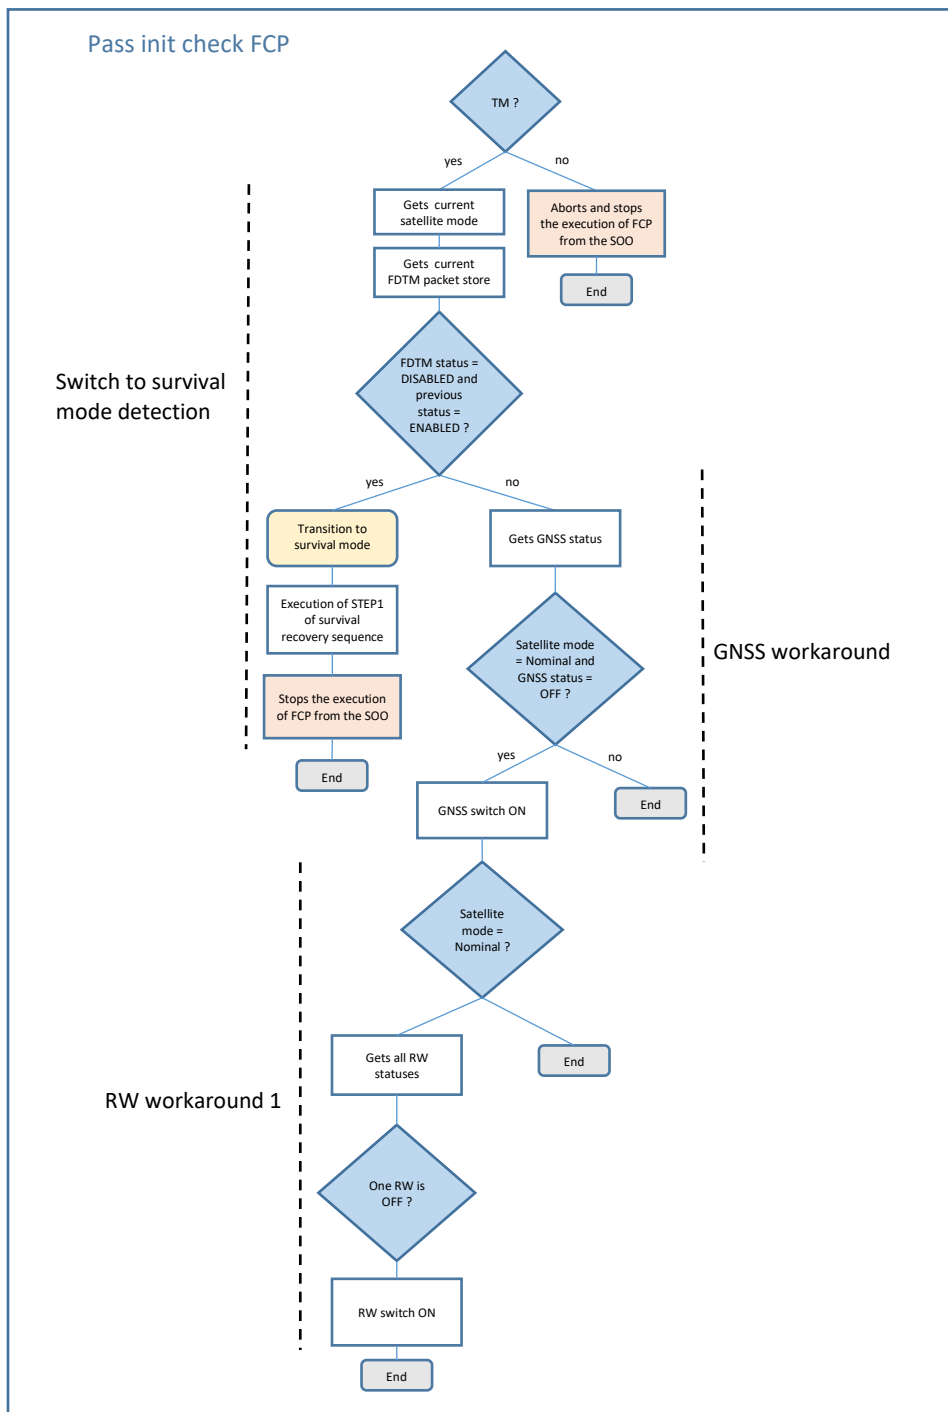 Pass init check FCP
TM ?
yes
no
Gets current
satellite mode
Aborts and stops
the execution of FCP
from the SOO
Gets current
FDTM packet store
End
FDTM status =
DISABLED and
previous
status =
ENABLED ?
Switch to survival
mode detection
yes
no
Transition to
survival mode
Gets GNSS status
Execution of STEP1
of survival
recovery sequence
Satellite mode
= Nominal and
GNSS status =
OFF ?
GNSS workaround
Stops the execution
of FCP from the SOO
End
yes
no
GNSS switch ON
End
Satellite
mode =
Nominal ?
Gets all RW
statuses
End
RW workaround 1
One RW is
OFF ?
RW switch ON
End